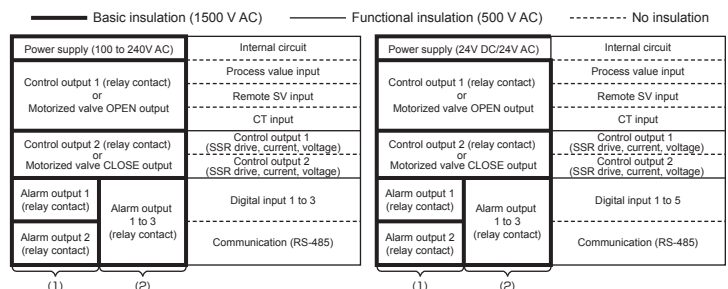 Basic insulation (1500 V AC)
Functional insulation (500 V AC)
No insulation
Power supply (100 to 240V AC)
Internal circuit
Process value input
Control output 1 (relay contact)
or
Motorized valve OPEN output
Remote SV input
CT input
Control output 2 (relay contact)
or
Motorized valve CLOSE output
Control output 1
(SSR drive, current, voltage)
Control output 2
(SSR drive, current, voltage)
Alarm output 1
(relay contact)
Alarm output 2
(relay contact)
Alarm output
1 to 3
(relay contact)
Digital input 1 to 3
Communication (RS-485)
(1)
(2)
Power supply (24V DC/24V AC)
Internal circuit
Process value input
Control output 1 (relay contact)
or
Motorized valve OPEN output
Remote SV input
CT input
Control output 2 (relay contact)
or
Motorized valve CLOSE output
Control output 1
(SSR drive, current, voltage)
Control output 2
(SSR drive, current, voltage)
Alarm output 1
(relay contact)
Alarm output 2
(relay contact)
Alarm output
1 to 3
(relay contact)
Digital input 1 to 5
Communication (RS-485)
(1)
(2)